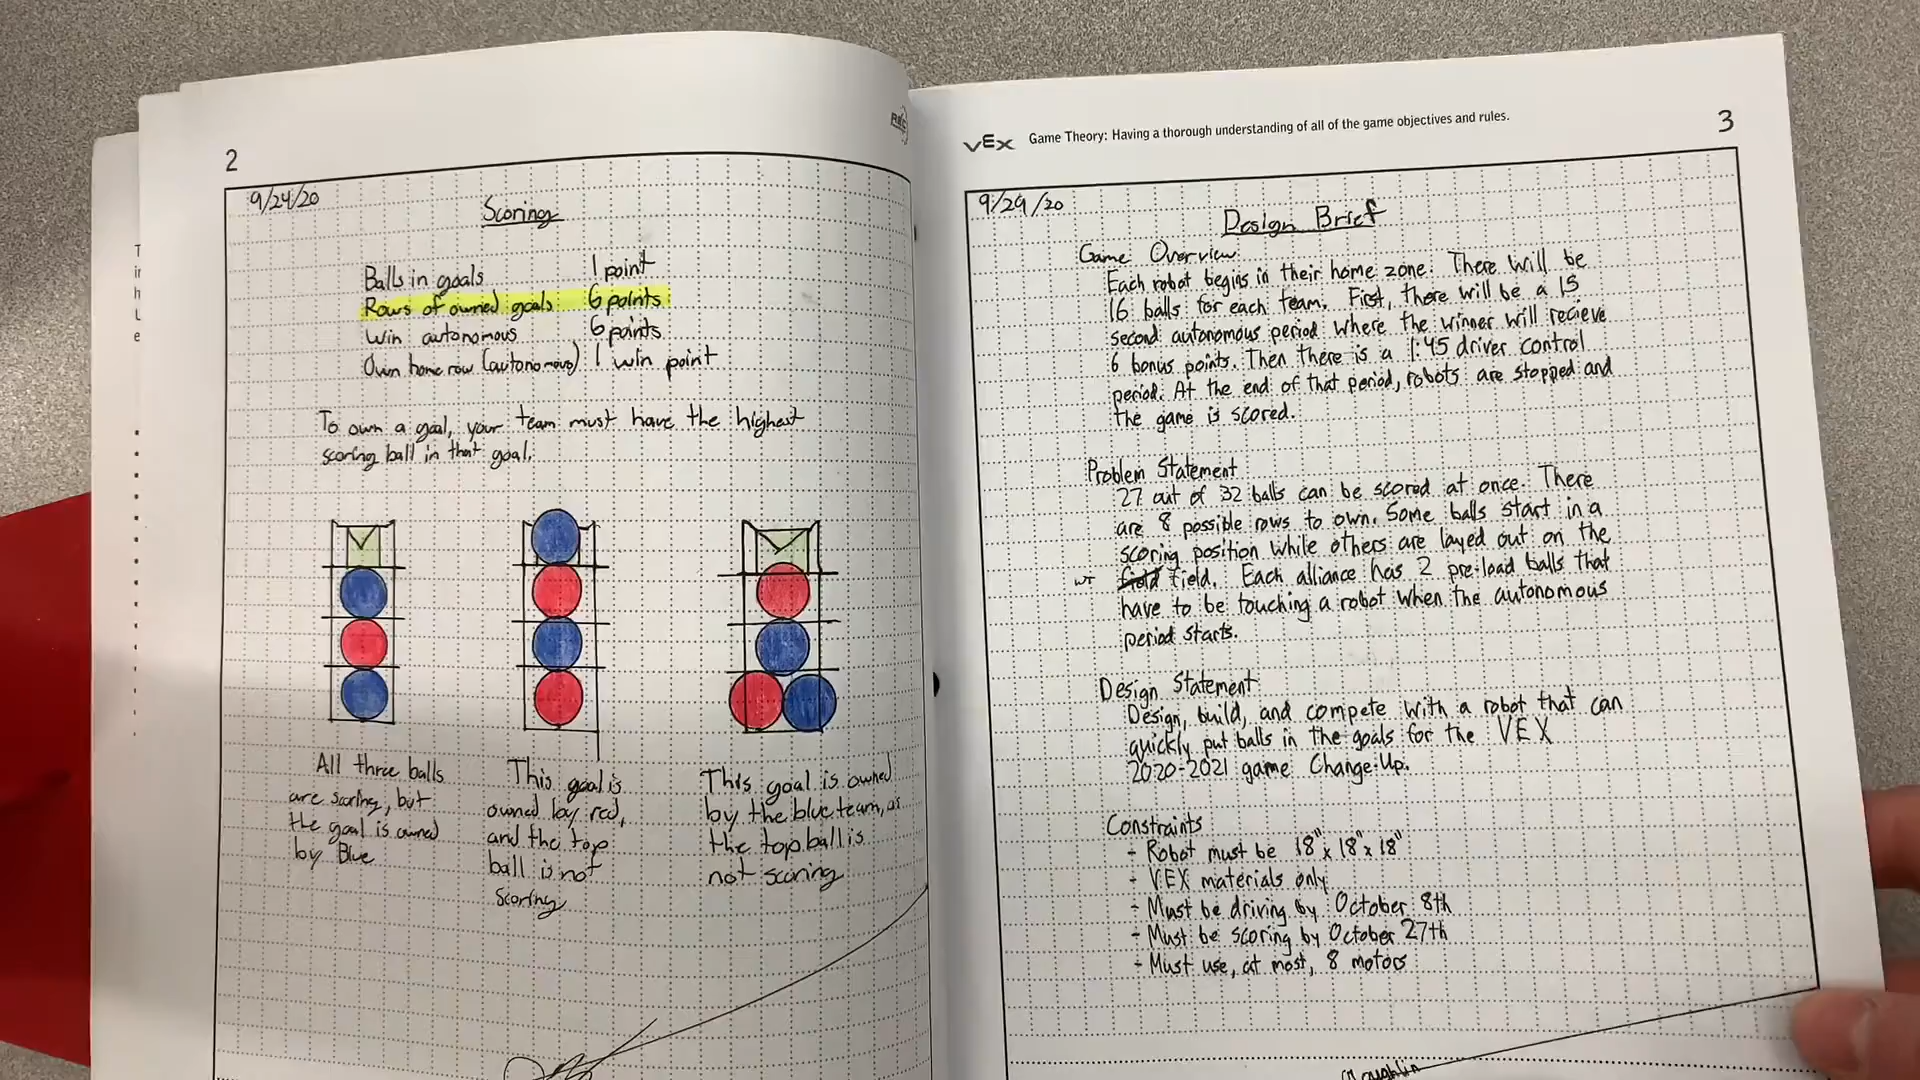 2
9/24/20
Scoring
Balls in goals 1 point
Rows of owned goals 6 points
Win autonomous 6 points
Own home row (autonomous) 1 win point
To own a goal, your team must have the highest
scoring ball in that goal.
All three balls
are scoring, but
the goal is owned
by Blue
This goal is
owned by red,
and the top
ball is not
scoring
This goal is owned
by the blue team, as
the top ball is
not scoring
VEX Game Theory: Having a thorough understanding of all of the game objectives and rules.
3
9/29/20
Design Brief
Game Overview
Each robot begins in their home zone. There will be
16 balls for each team. First, there will be a 15
second autonomous period where the winner will recieve
6 bonus points. Then there is a 1:45 driver control
period. At the end of that period, robots are stopped and
the game is scored.
Problem Statement
27 out of 32 balls can be scored at once. There
are 8 possible rows to own. Some balls start in a
scoring position while others are layed out on the
WT field. Each alliance has 2 pre-load balls that
have to be touching a robot when the autonomous
period starts.
Design Statement
Design, build, and compete with a robot that can
quickly put balls in the goals for the VEX
2020-2021 game Change Up.
Constraints
- Robot must be 18" x 18" x 18"
- VEX materials only
- Must be driving by October 8th
- Must be scoring by October 27th
- Must use, at most, 8 motors